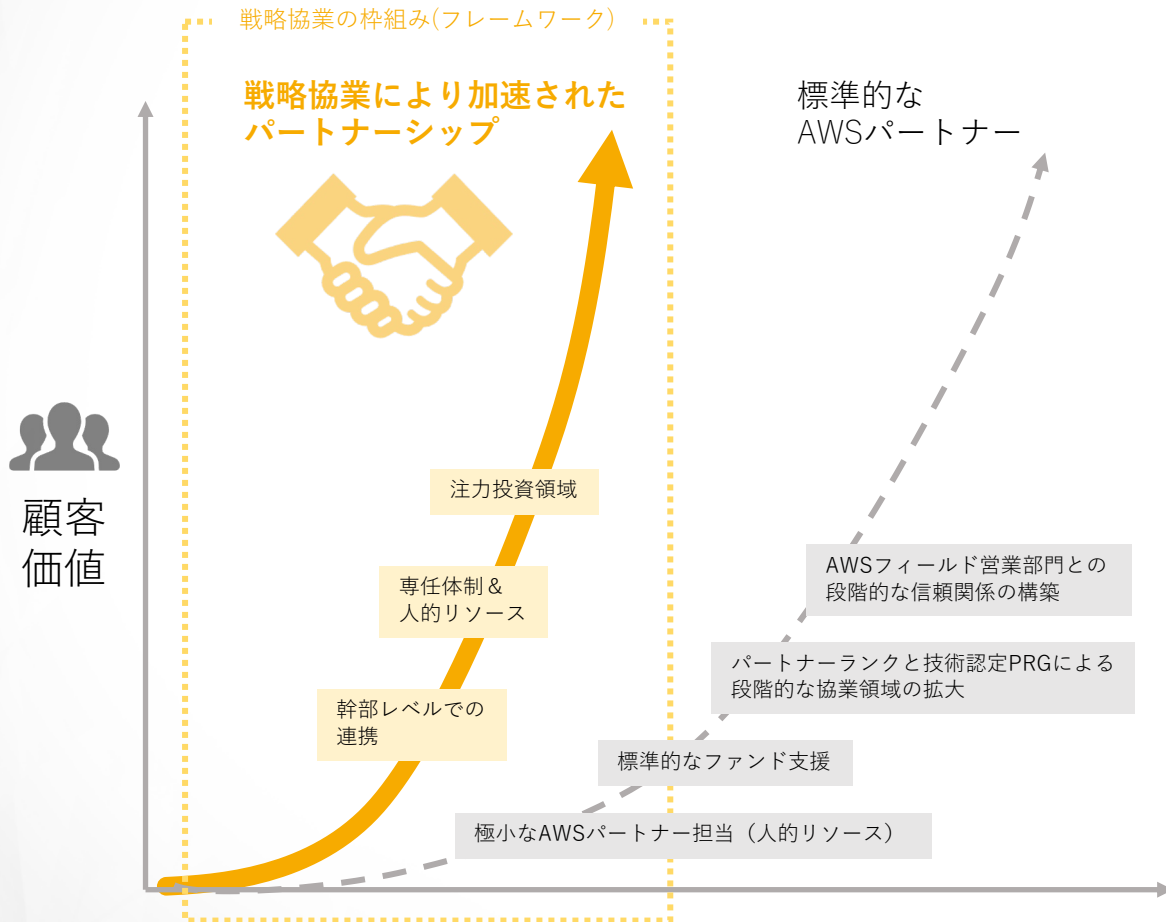 戦略協業の枠組み(フレームワーク)
戦略協業により加速された
パートナーシップ
標準的な
AWSパートナー
顧客
価値
注力投資領域
専任体制＆
人的リソース
幹部レベルでの
連携
AWSフィールド営業部門との
段階的な信頼関係の構築
パートナーランクと技術認定PRGによる
段階的な協業領域の拡大
標準的なファンド支援
極小なAWSパートナー担当（人的リソース）